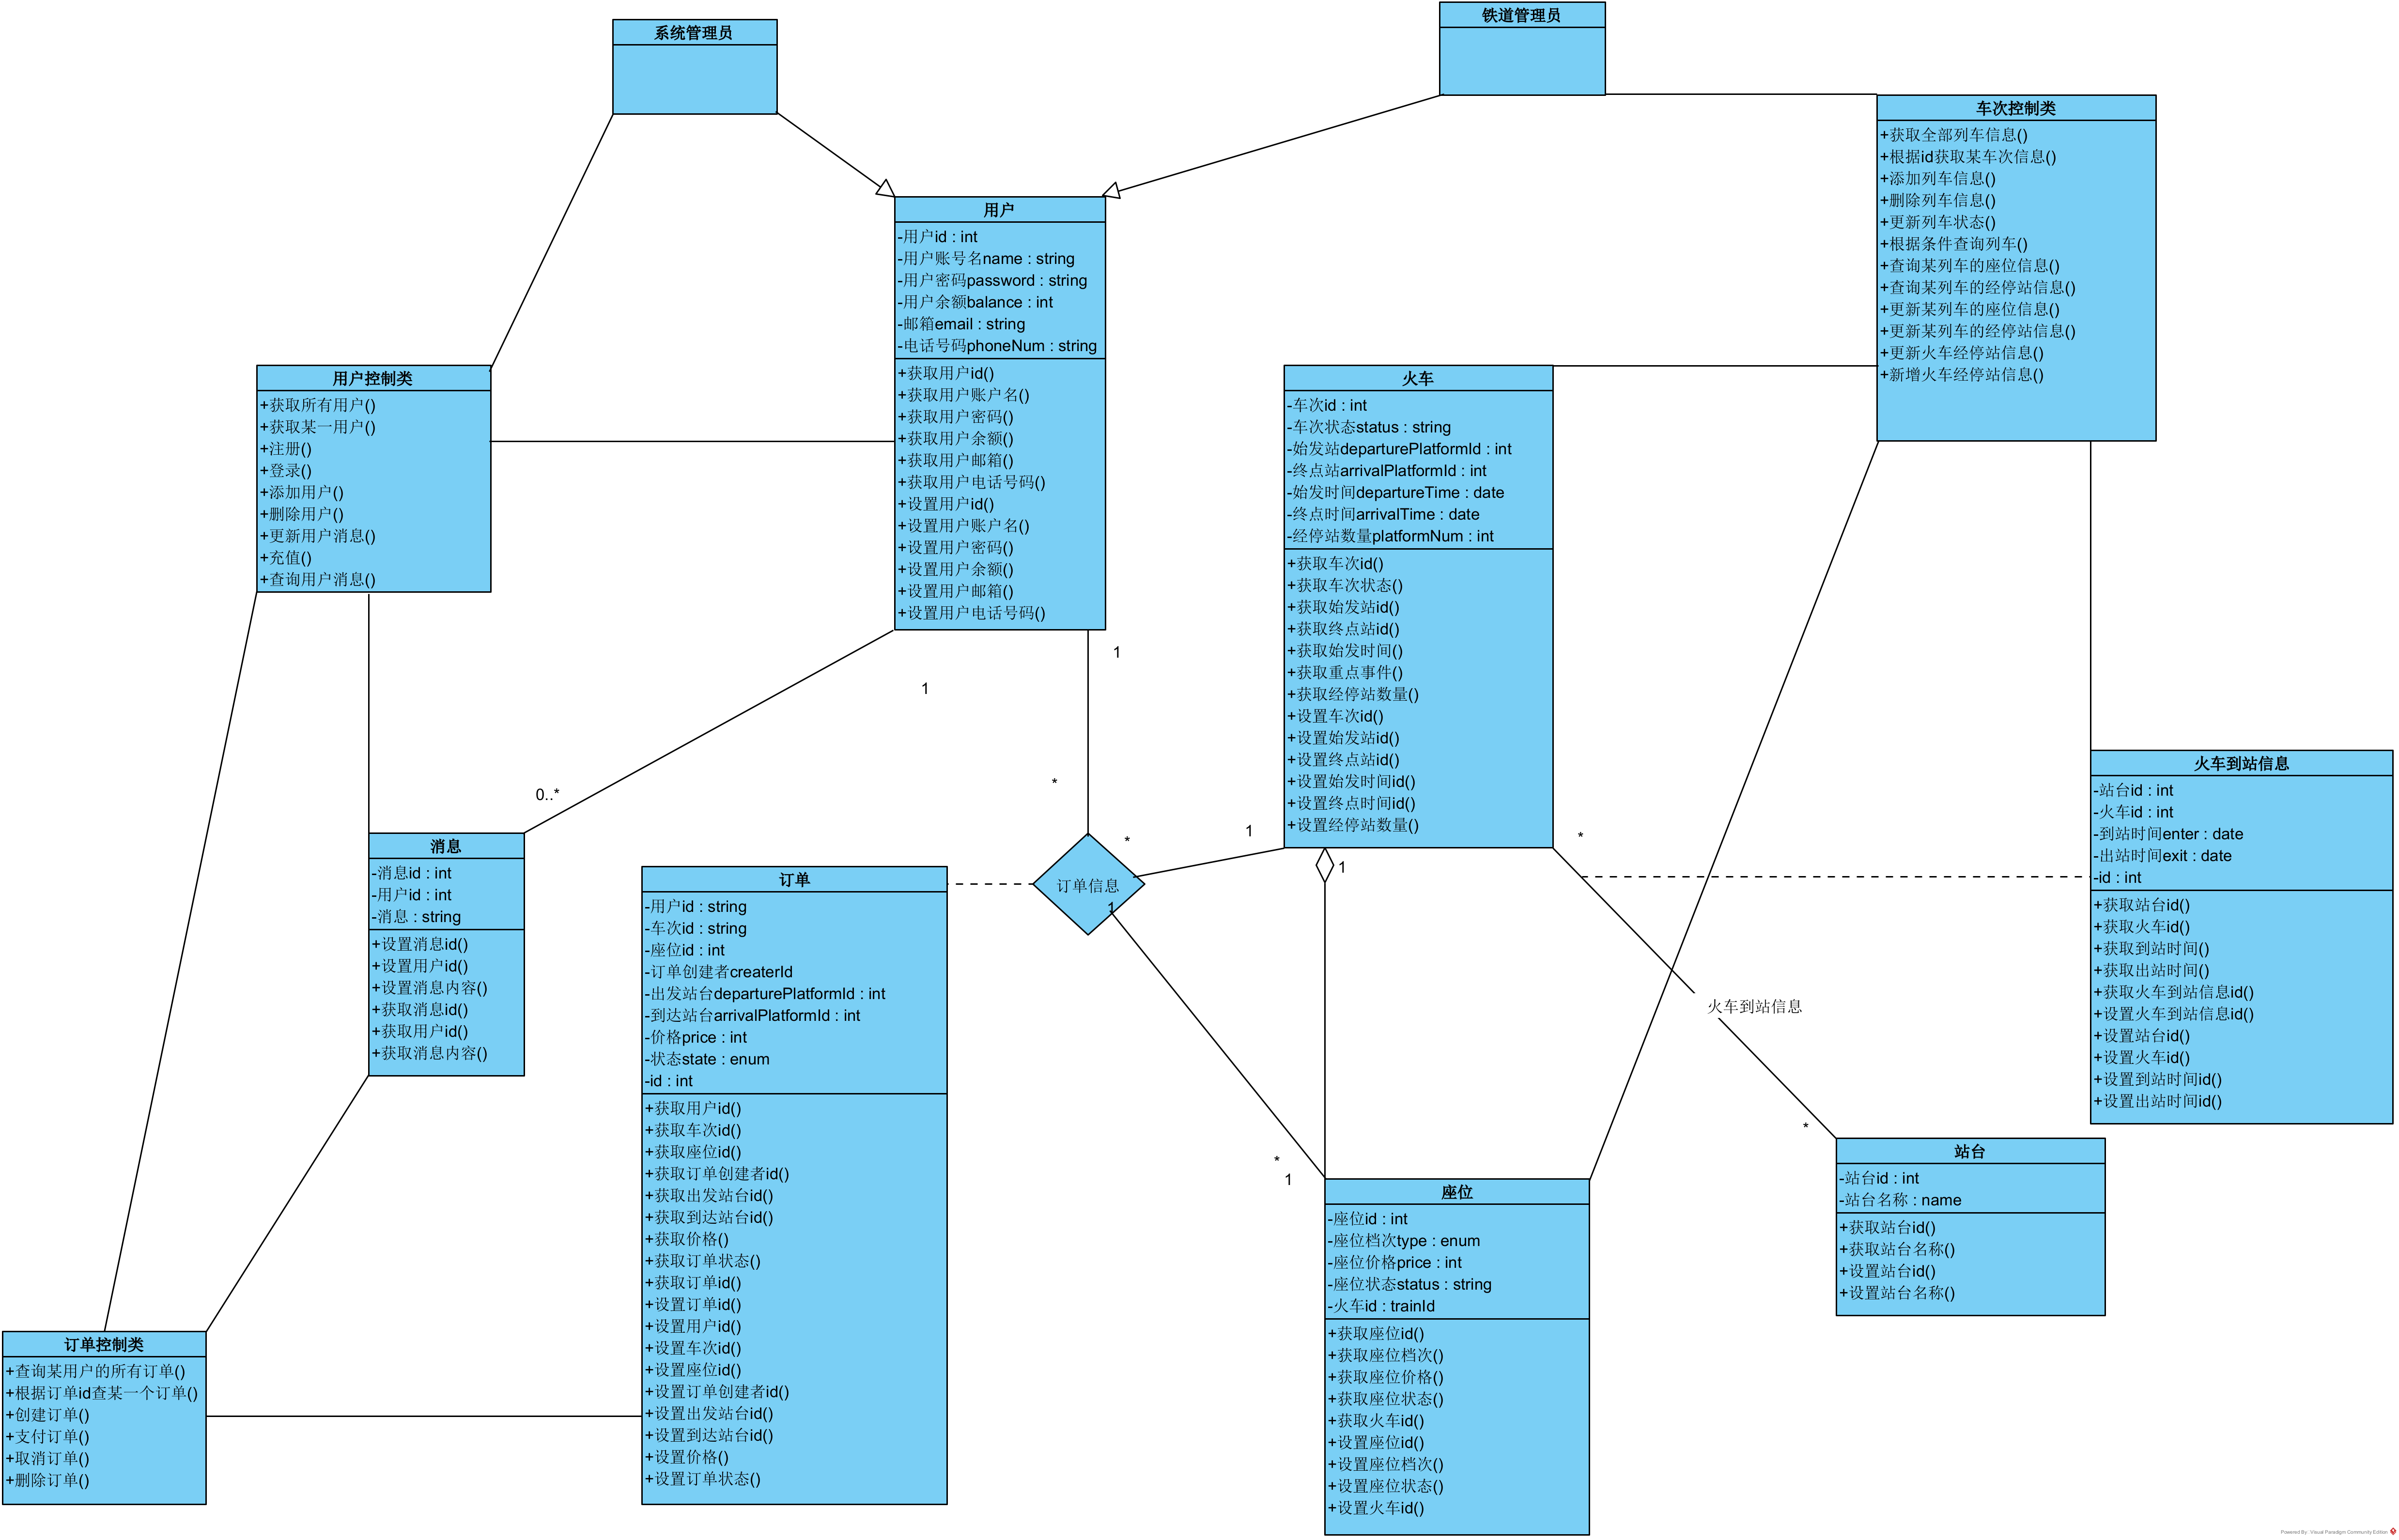 系统管理员
铁道管理员
用户
-用户id : int
-用户账号名name : string
-用户密码password : string
-用户余额balance : int
-邮箱email : string
-电话号码phoneNum : string
+获取用户id()
+获取用户账户名()
+获取用户密码()
+获取用户余额()
+获取用户邮箱()
+获取用户电话号码()
+设置用户id()
+设置用户账户名()
+设置用户密码()
+设置用户余额()
+设置用户邮箱()
+设置用户电话号码()
车次控制类
+获取全部列车信息()
+根据id获取某车次信息()
+添加列车信息()
+删除列车信息()
+更新列车状态()
+根据条件查询列车()
+查询某列车的座位信息()
+查询某列车的经停站信息()
+更新某列车的座位信息()
+更新某列车的经停站信息()
+更新火车经停站信息()
+新增火车经停站信息()
用户控制类
+获取所有用户()
+获取某一用户()
+注册()
+登录()
+添加用户()
+删除用户()
+更新用户消息()
+充值()
+查询用户消息()
火车
-车次id : int
-车次状态status : string
-始发站departurePlatformId : int
-终点站arrivalPlatformId : int
-始发时间departureTime : date
-终点时间arrivalTime : date
-经停站数量platformNum : int
+获取车次id()
+获取车次状态()
+获取始发站id()
+获取终点站id()
+获取始发时间()
+获取重点事件()
+获取经停站数量()
+设置车次id()
+设置始发站id()
+设置终点站id()
+设置始发时间id()
+设置终点时间id()
+设置经停站数量()
1
1
*
0..*
*
1
1
*
火车到站信息
-站台id : int
-火车id : int
-到站时间enter : date
-出站时间exit : date
-id : int
+获取站台id()
+获取火车id()
+获取到站时间()
+获取出站时间()
+获取火车到站信息id()
+设置火车到站信息id()
+设置站台id()
+设置火车id()
+设置到站时间id()
+设置出站时间id()
消息
-消息id : int
-用户id : int
-消息 : string
+设置消息id()
+设置用户id()
+设置消息内容()
+获取消息id()
+获取用户id()
+获取消息内容()
订单
-用户id : string
-车次id : string
-座位id : int
-订单创建者createrId
-出发站台departurePlatformId : int
-到达站台arrivalPlatformId : int
-价格price : int
-状态state : enum
-id : int
+获取用户id()
+获取车次id()
+获取座位id()
+获取订单创建者id()
+获取出发站台id()
+获取到达站台id()
+获取价格()
+获取订单状态()
+获取订单id()
+设置订单id()
+设置用户id()
+设置车次id()
+设置座位id()
+设置订单创建者id()
+设置出发站台id()
+设置到达站台id()
+设置价格()
+设置订单状态()
订单信息
1
火车到站信息
*
*
1
站台
-站台id : int
-站台名称 : name
+获取站台id()
+获取站台名称()
+设置站台id()
+设置站台名称()
座位
-座位id : int
-座位档次type : enum
-座位价格price : int
-座位状态status : string
-火车id : trainId
+获取座位id()
+获取座位档次()
+获取座位价格()
+获取座位状态()
+获取火车id()
+设置座位id()
+设置座位档次()
+设置座位状态()
+设置火车id()
订单控制类
+查询某用户的所有订单()
+根据订单id查某一个订单()
+创建订单()
+支付订单()
+取消订单()
+删除订单()
Powered By: Visual Paradigm Community Edition